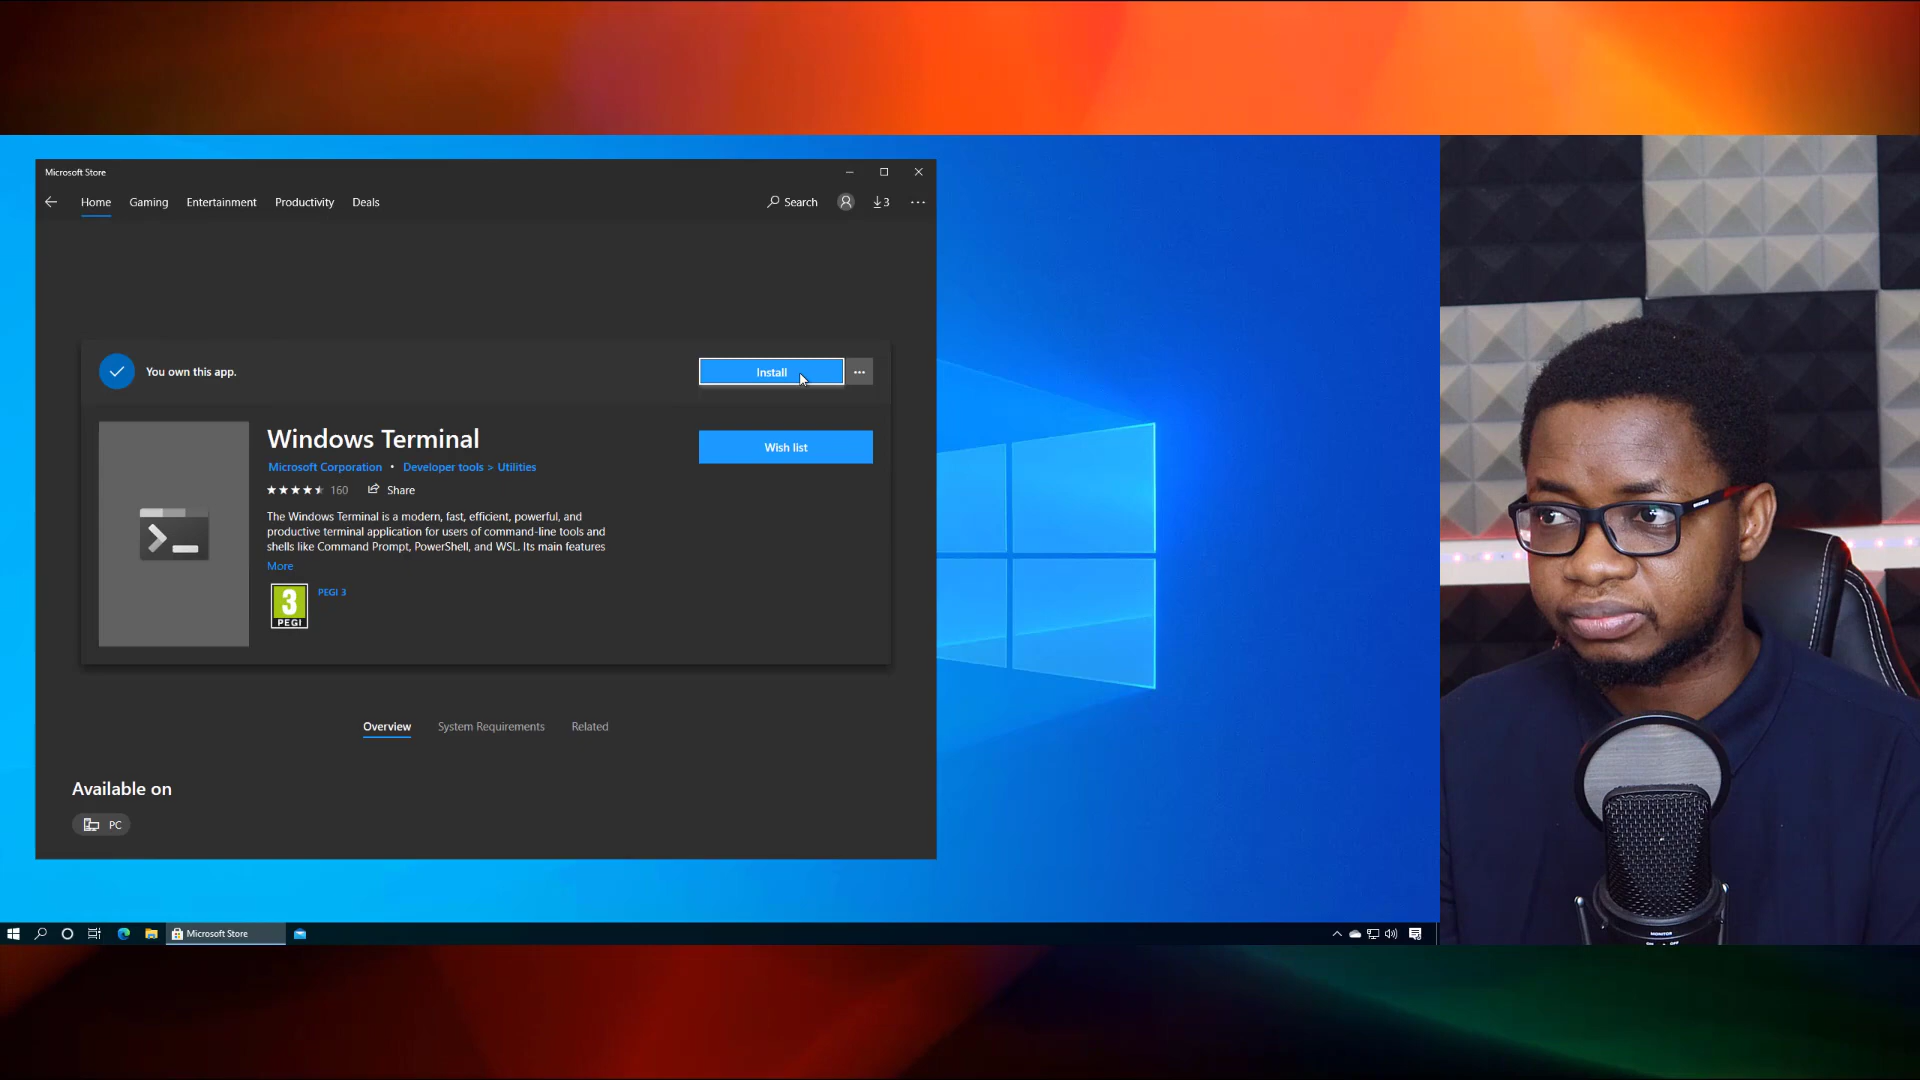 Microsoft Store
Home Gaming Entertainment Productivity Deals Search 3
You own this app. Install
Windows Terminal
Wish list
Microsoft Corporation • Developer tools > Utilities
160 Share
The Windows Terminal is a modern, fast, efficient, powerful, and
productive terminal application for users of command-line tools and
shells like Command Prompt, PowerShell, and WSL. Its main features
More
3
PEGI
PEGI 3
Overview System Requirements Related
Available on
PC
Microsoft Store
MONITOR